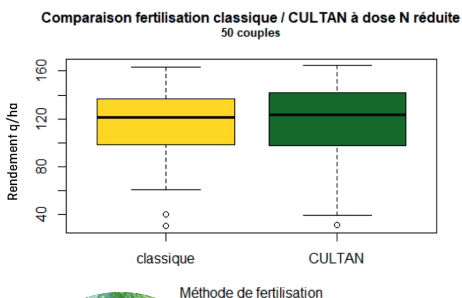 Comparaison fertilisation classique / CULTAN à dose N réduite
50 couples
Rendement q/ha
160
120
80
40
classique
CULTAN
Méthode de fertilisation